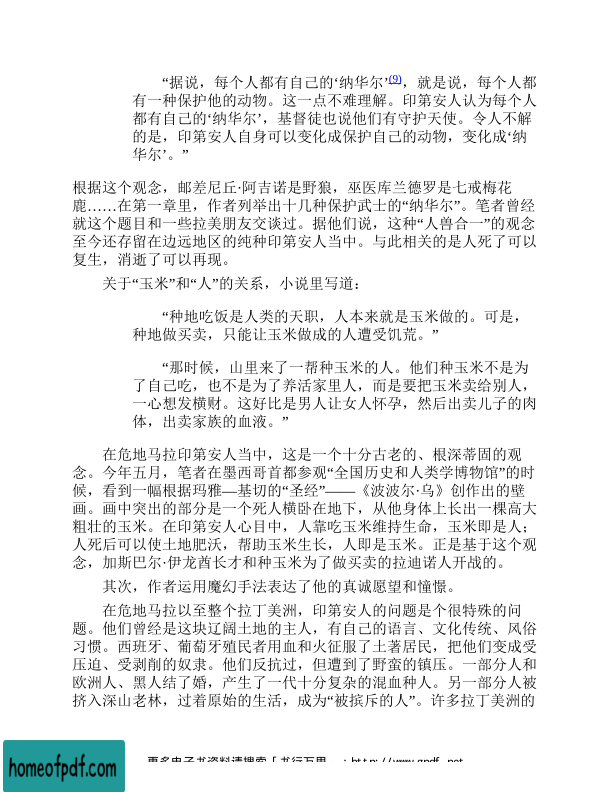 “据说，每个人都有自己的‘纳华尔’(9)，就是说，每个人都
有一种保护他的动物。这一点不难理解。印第安人认为每个人
都有自己的‘纳华尔’，基督徒也说他们有守护天使。令人不解
的是，印第安人自身可以变化成保护自己的动物，变化成‘纳
华尔’。”
根据这个观念，邮差尼丘·阿吉诺是野狼，巫医库兰德罗是七戒梅花
鹿……在第一章里，作者列举出十几种保护武士的“纳华尔”。笔者曾经
就这个题目和一些拉美朋友交谈过。据他们说，这种“人兽合一”的观念
至今还存留在边远地区的纯种印第安人当中。与此相关的是人死了可以
复生，消逝了可以再现。
关于“玉米”和“人”的关系，小说里写道：
“种地吃饭是人类的天职，人本来就是玉米做的。可是，
种地做买卖，只能让玉米做成的人遭受饥荒。”
“那时候，山里来了一帮种玉米的人。他们种玉米不是为
了自己吃，也不是为了养活家里人，而是要把玉米卖给别人，
一心想发横财。这好比是男人让女人怀孕，然后出卖儿子的肉
体，出卖家族的血液。”
在危地马拉印第安人当中，这是一个十分古老的、根深蒂固的观
念。今年五月，笔者在墨西哥首都参观“全国历史和人类学博物馆”的时
候，看到一幅根据玛雅—基切的“圣经”——《波波尔·乌》创作出的壁
画。画中突出的部分是一个死人横卧在地下，从他身体上长出一棵高大
粗壮的玉米。在印第安人心目中，人靠吃玉米维持生命，玉米即是人；
人死后可以使土地肥沃，帮助玉米生长，人即是玉米。正是基于这个观
念，加斯巴尔·伊龙酋长才和种玉米为了做买卖的拉迪诺人开战的。
其次，作者运用魔幻手法表达了他的真诚愿望和憧憬。
在危地马拉以至整个拉丁美洲，印第安人的问题是个很特殊的问
题。他们曾经是这块辽阔土地的主人，有自己的语言、文化传统、风俗
习惯。西班牙、葡萄牙殖民者用血和火征服了土著居民，把他们变成受
压迫、受剥削的奴隶。他们反抗过，但遭到了野蛮的镇压。一部分人和
欧洲人、黑人结了婚，产生了一代十分复杂的混血种人。另一部分人被
挤入深山老林，过着原始的生活，成为“被摈斥的人”。许多拉丁美洲的
homeofpdf.com